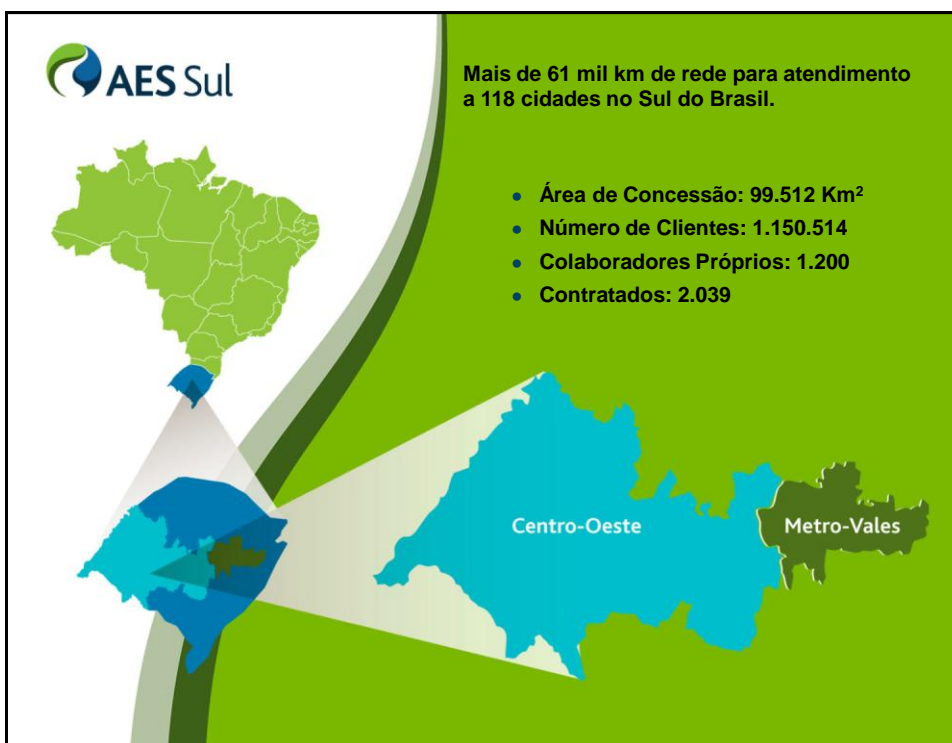 AES Sul
Mais de 61 mil km de rede para atendimento
a 118 cidades no Sul do Brasil.
• Área de Concessão: 99.512 Km²
• Número de Clientes: 1.150.514
• Colaboradores Próprios: 1.200
• Contratados: 2.039
Centro-Oeste
Metro-Vales